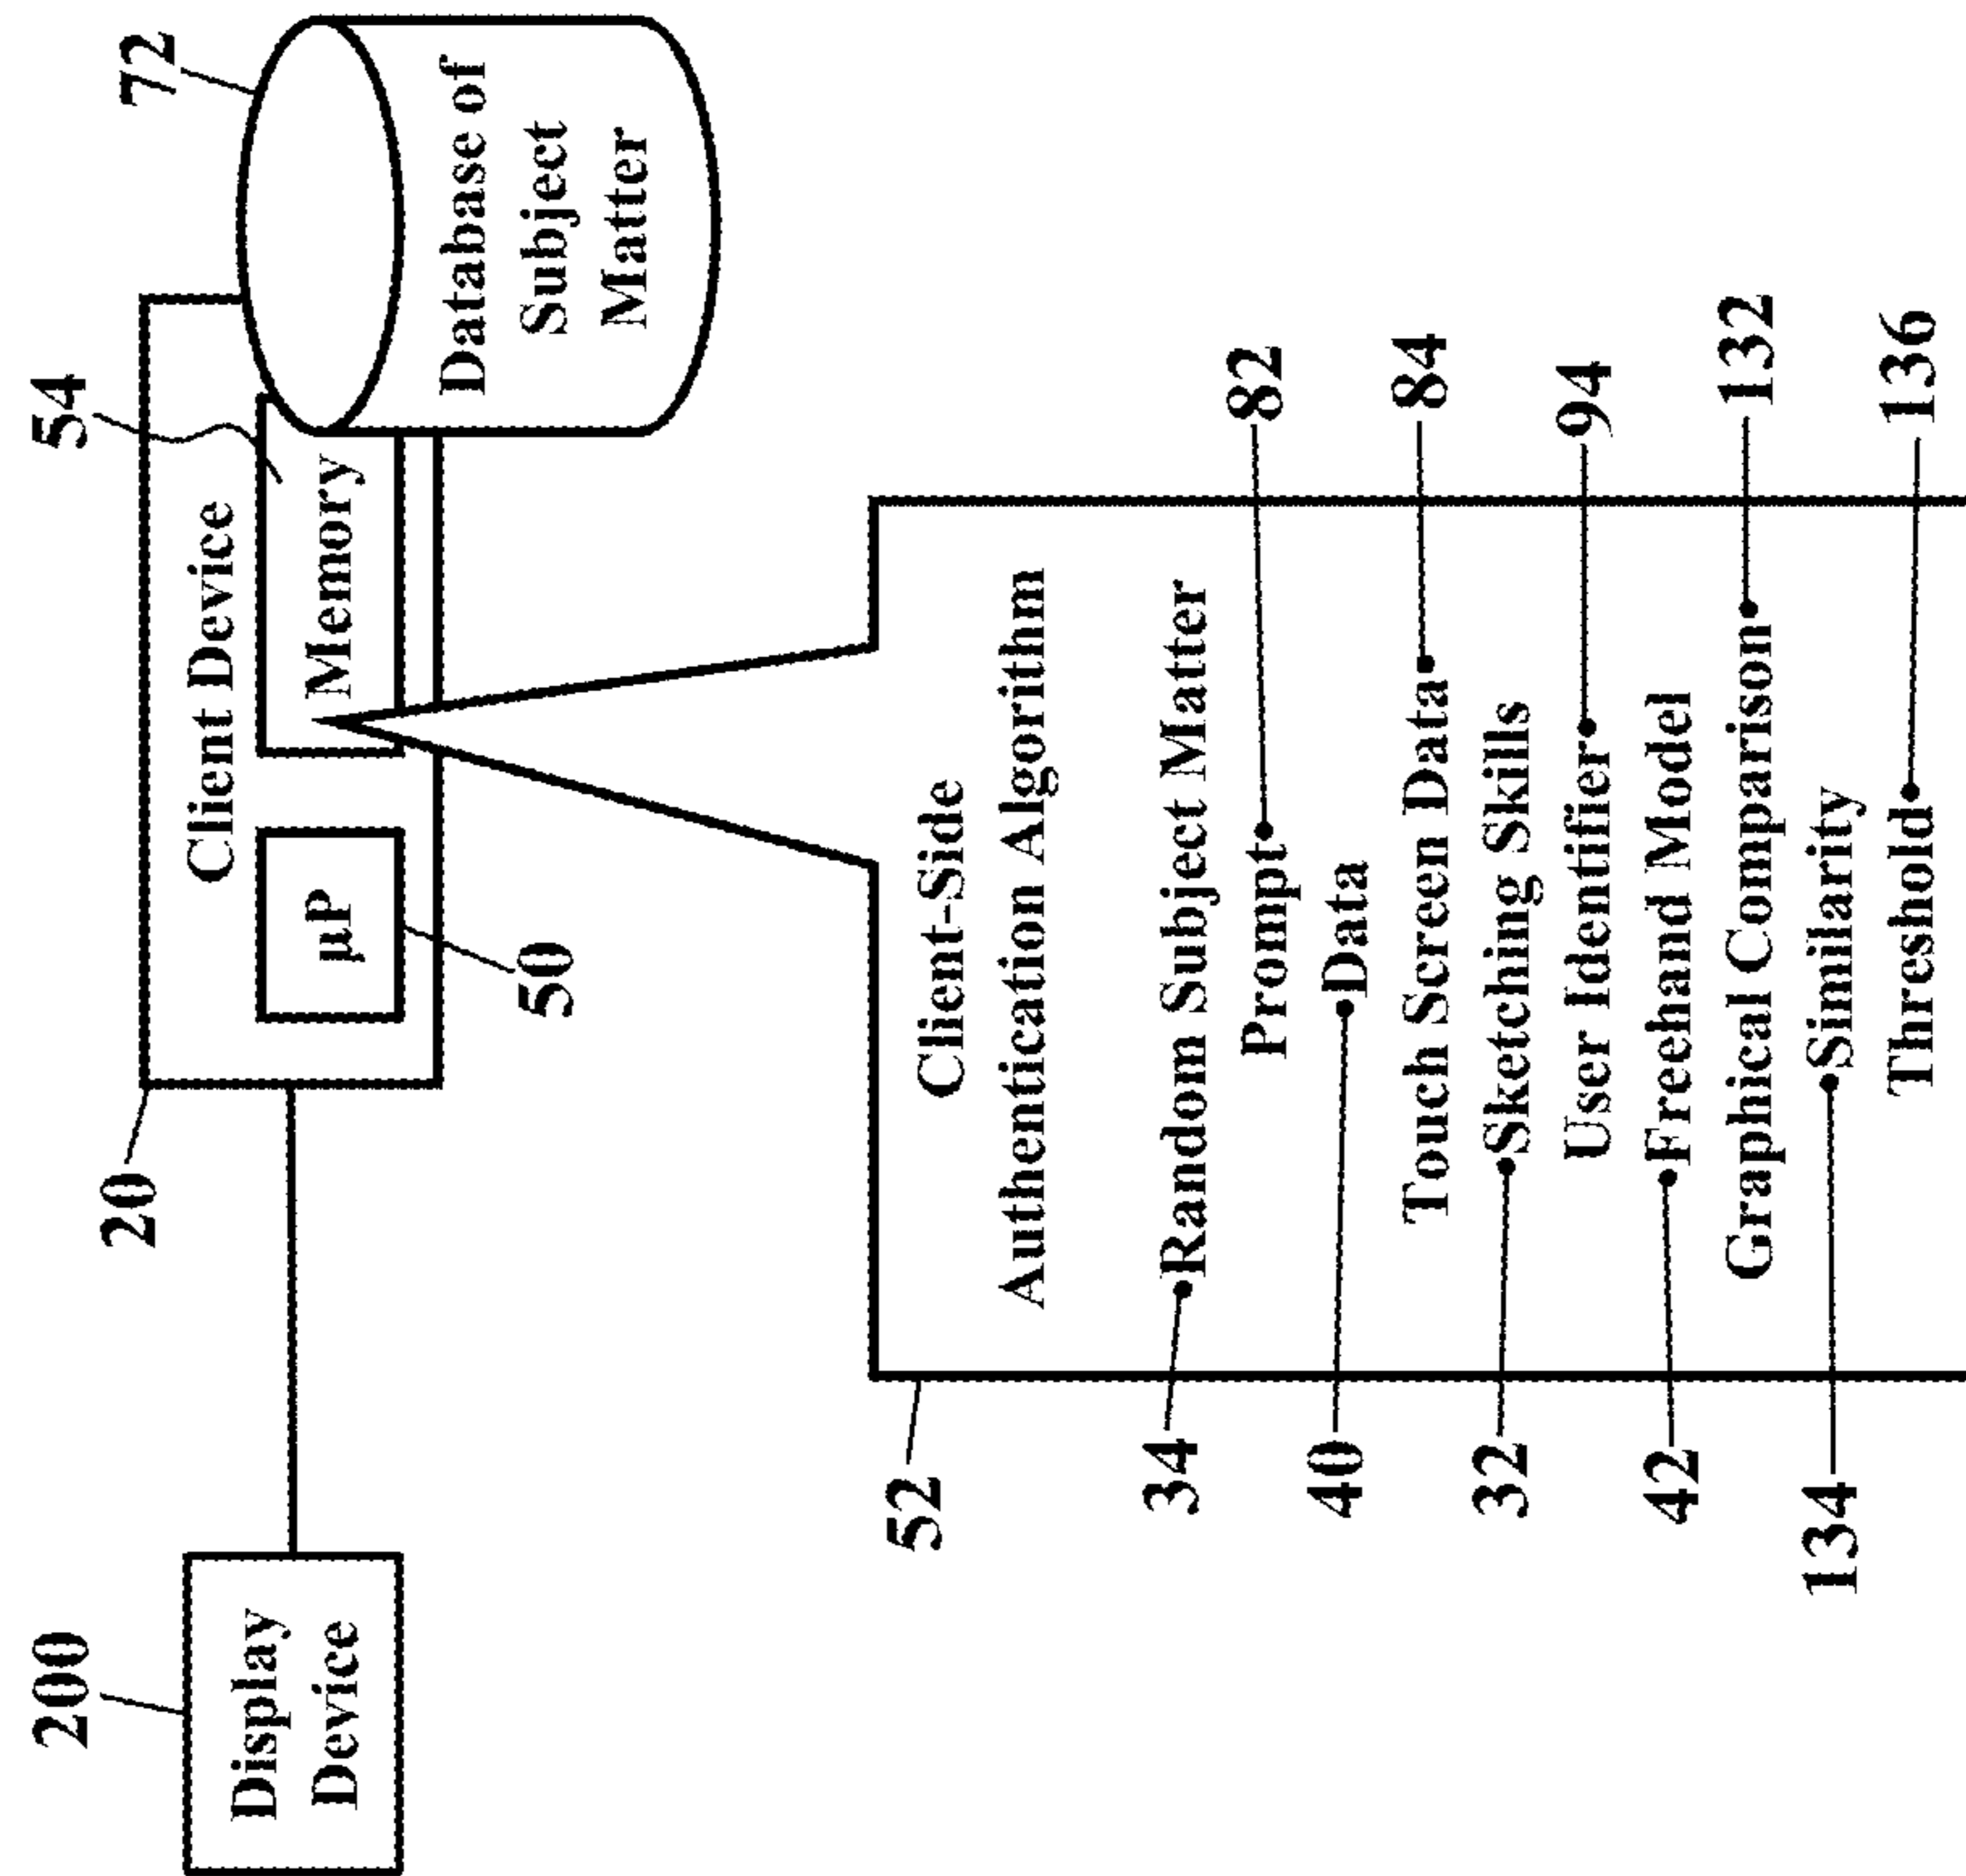 200
Display
Device
20
Client Device
54
72
µP
50
Memory
Database of
Subject
Matter
52
Client-Side
Authentication Algorithm
34
Random Subject Matter
Prompt
82
40
Data
Touch Screen Data
84
32
Sketching Skills
User Identifier
94
42
Freehand Model
Graphical Comparison
132
134
Similarity
Threshold
136